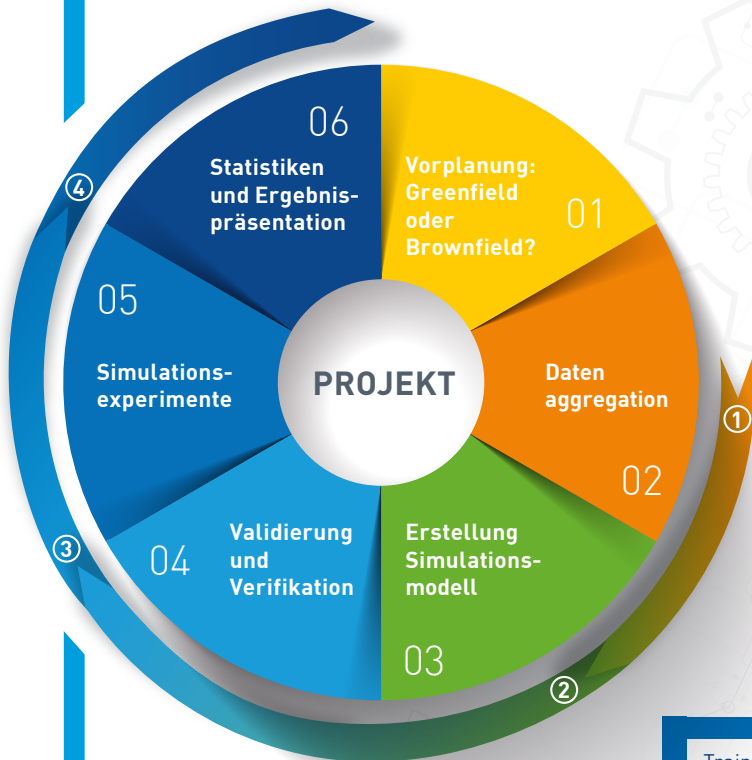 06
Statistiken
und Ergebnis-
präsentation
Vorplanung:
Greenfield
oder
Brownfield?
01
④
05
Simulations-
experimente
PROJEKT
Daten
aggregation
①
02
③
04
Validierung
und
Verifikation
Erstellung
Simulations-
modell
03
②